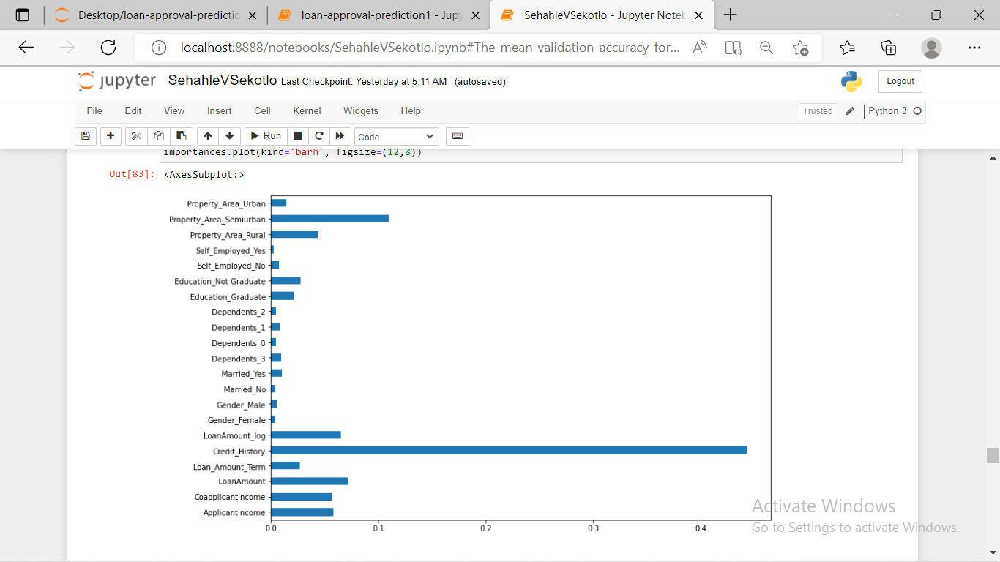 Desktop/loan-approval-predictic
loan-approval-prediction1 - Jupy
SehahleVSekotlo - Jupyter Noteb
localhost:8888/notebooks/SehahleVSekotlo.ipynb#The-mean-validation-accuracy-for...
jupyter SehahleVSekotlo Last Checkpoint: Yesterday at 5:11 AM (autosaved)
Logout
File Edit View Insert Cell Kernel Widgets Help
Trusted
Python 3
Run
Code
importances.plot(kind='barh', figsize=(12,8))
Out[83]: <AxesSubplot:>
Property_Area_Urban
Property_Area_Semiurban
Property_Area_Rural
Self_Employed_Yes
Self_Employed_No
Education_Not Graduate
Education_Graduate
Dependents_2
Dependents_1
Dependents_0
Dependents_3
Married_Yes
Married_No
Gender_Male
Gender_Female
LoanAmount_log
Credit_History
Loan_Amount_Term
LoanAmount
CoapplicantIncome
ApplicantIncome
0.0 0.1 0.2 0.3 0.4
Activate Windows
Go to Settings to activate Windows.